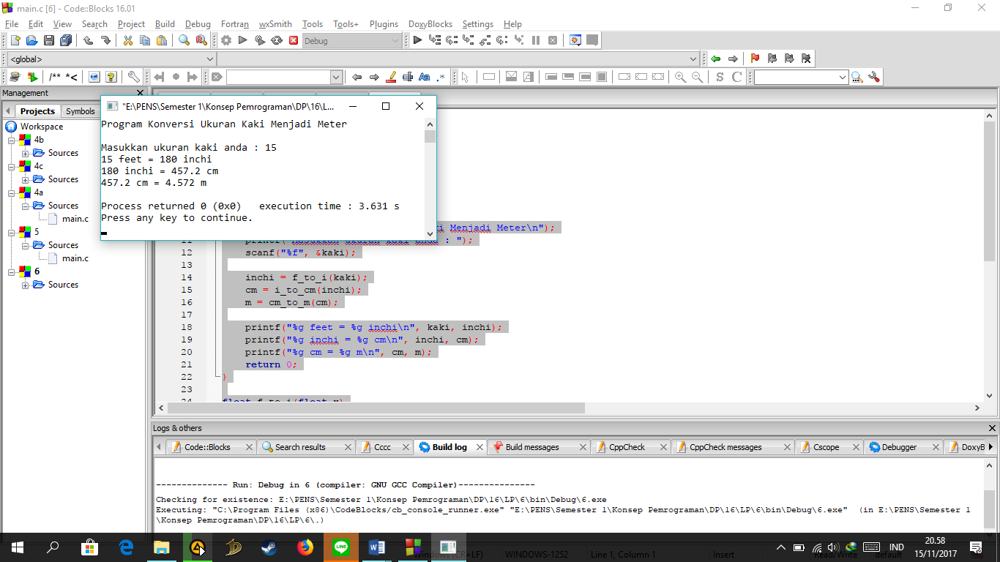 main.c [6] - Code::Blocks 16.01
File Edit View Search Project Build Debug Fortran wxSmith Tools Tools+ Plugins DoxyBlocks Settings Help
Debug
<global>
/** *<
Aa .*
S C
Management
Projects Symbols
Workspace
4b
Sources
4c
Sources
4a
Sources
main.c
5
Sources
main.c
6
Sources
"E:\PENS\Semester 1\Konsep Pemrograman\DP\16\L...
Program Konversi Ukuran Kaki Menjadi Meter
Masukkan ukuran kaki anda : 15
15 feet = 180 inchi
180 inchi = 457.2 cm
457.2 cm = 4.572 m
Process returned 0 (0x0) execution time : 3.631 s
Press any key to continue.
i Menjadi Meter\n");
11 printf("Masukkan ukuran kaki anda : ");
12 scanf("%f", &kaki);
13
14 inchi = f_to_i(kaki);
15 cm = i_to_cm(inchi);
16 m = cm_to_m(cm);
17
18 printf("%g feet = %g inchi\n", kaki, inchi);
19 printf("%g inchi = %g cm\n", inchi, cm);
20 printf("%g cm = %g m\n", cm, m);
21 return 0;
22 }
23
24 float f_to_i(float x)
Logs & others
Code::Blocks Search results Cccc Build log Build messages CppCheck CppCheck messages Cscope Debugger DoxyB
-------------- Run: Debug in 6 (compiler: GNU GCC Compiler)---------------
Checking for existence: E:\PENS\Semester 1\Konsep Pemrograman\DP\16\LP\6\bin\Debug\6.exe
Executing: "C:\Program Files (x86)\CodeBlocks/cb_console_runner.exe" "E:\PENS\Semester 1\Konsep Pemrograman\DP\16\LP\6\bin\Debug\6.exe" (in E:\PENS\Semester 1
\Konsep Pemrograman\DP\16\LP\6\.)
Windows (CR+LF) WINDOWS-1252 Line 1, Column 1 Insert Read/Write default
LINE
IND
20.58
15/11/2017